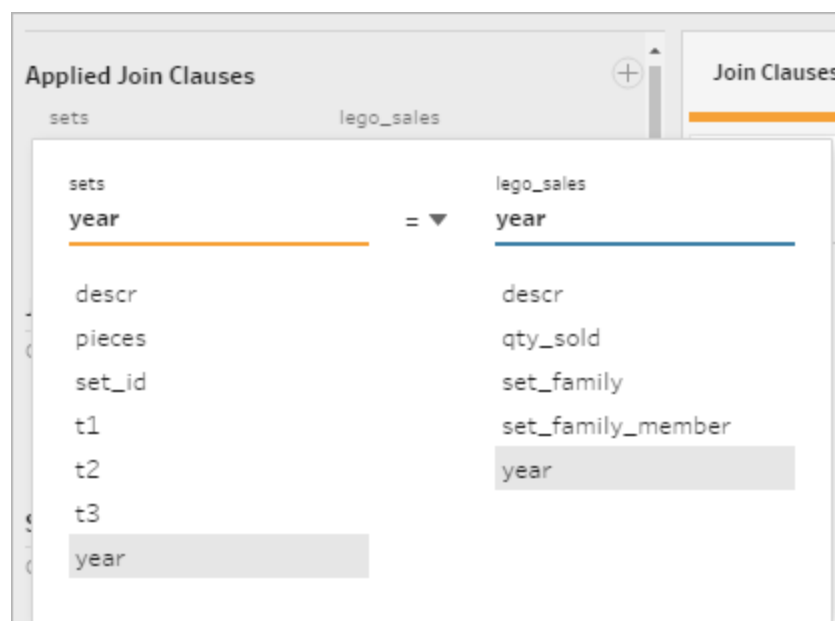 Applied Join Clauses
Join Clauses
sets lego_sales
sets lego_sales
year = year
descr descr
pieces qty_sold
set_id set_family
t1 set_family_member
t2 year
t3
year